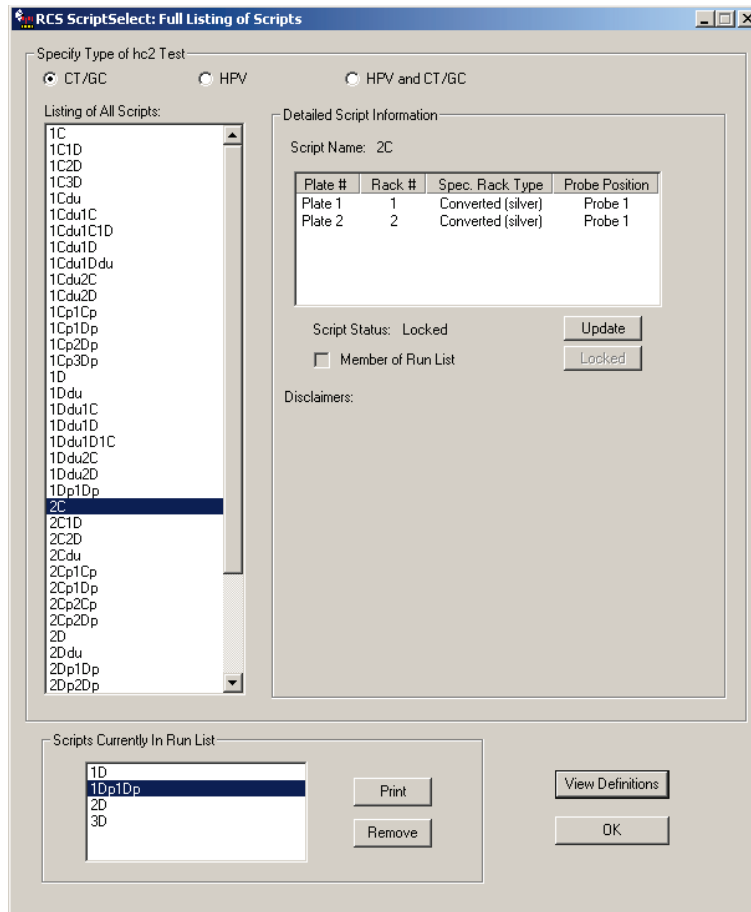 RCS ScriptSelect: Full Listing of Scripts
Specify Type of hc2 Test
CT/GC HPV HPV and CT/GC
Listing of All Scripts:
1C
1C1D
1C2D
1C3D
1Cdu
1Cdu1C
1Cdu1C1D
1Cdu1D
1Cdu1Ddu
1Cdu2C
1Cdu2D
1Cp1Cp
1Cp1Dp
1Cp2Dp
1Cp3Dp
1D
1Ddu
1Ddu1C
1Ddu1D
1Ddu1D1C
1Ddu2C
1Ddu2D
1Dp1Dp
2C
2C1D
2C2D
2Cdu
2Cp1Cp
2Cp1Dp
2Cp2Cp
2Cp2Dp
2D
2Ddu
2Dp1Dp
2Dp2Dp
Detailed Script Information
Script Name: 2C
Plate # Rack # Spec. Rack Type Probe Position
Plate 1 1 Converted (silver) Probe 1
Plate 2 2 Converted (silver) Probe 1
Script Status: Locked Update
Member of Run List Locked
Disclaimers:
Scripts Currently In Run List
1D
1Dp1Dp
2D
3D
Print
Remove
View Definitions
OK